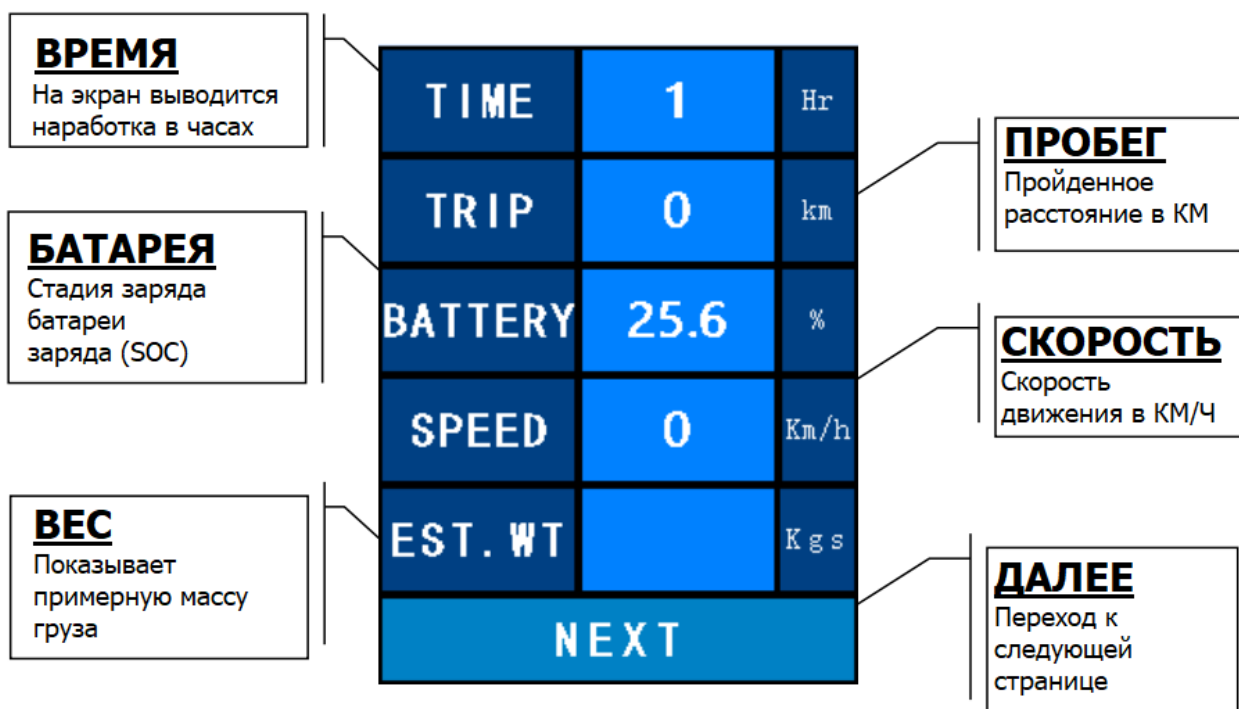 ВРЕМЯ
На экран выводится
наработка в часах
БАТАРЕЯ
Стадия заряда
батареи
заряда (SOC)
ВЕС
Показывает
примерную массу
груза
TIME 1 Hr
TRIP 0 km
BATTERY 25.6 %
SPEED 0 Km/h
EST.WT Kgs
NEXT
ПРОБЕГ
Пройденное
расстояние в КМ
СКОРОСТЬ
Скорость
движения в КМ/Ч
ДАЛЕЕ
Переход к
следующей
странице